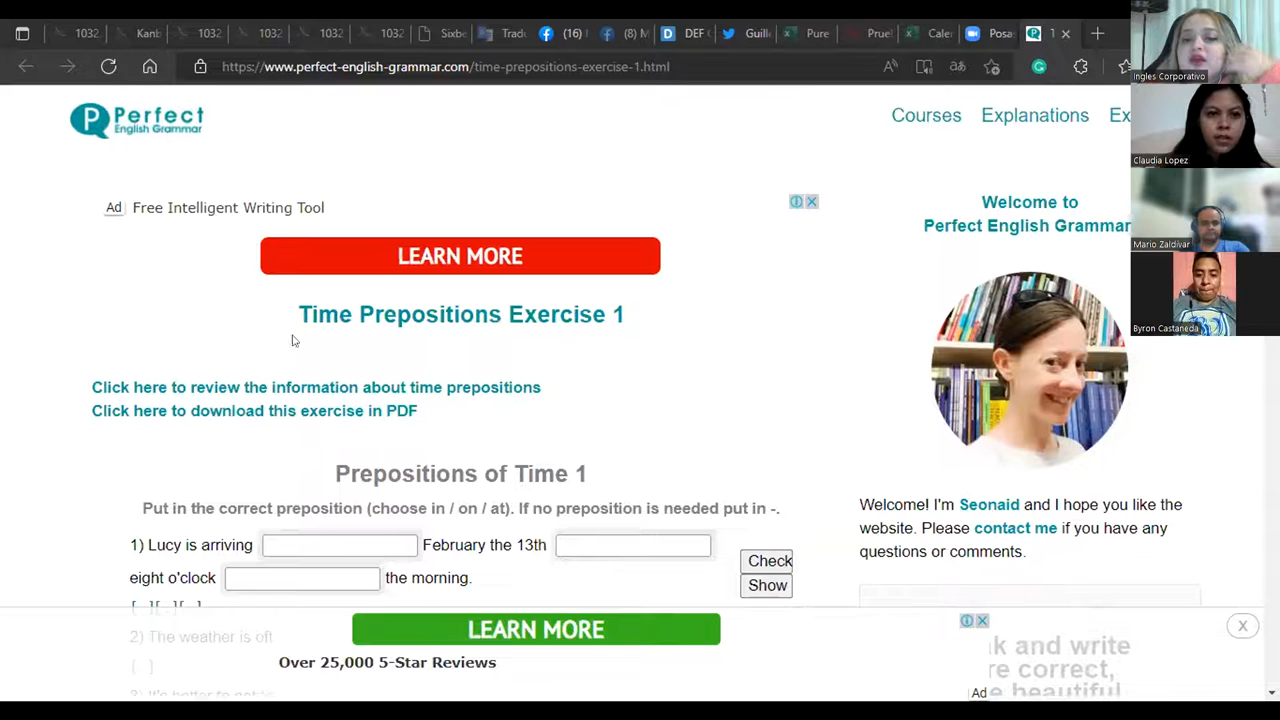 1032
Kanb
1032
1032
1032
1032
Sixb
Tradu
(16)
(8) M
DEF
Guill
Pure
Prue
Caler
Posa
https://www.perfect-english-grammar.com/time-prepositions-exercise-1.html
Ingles Corporativo
Claudia Lopez
Mario Zaldívar
Byron Castaneda
Perfect
English Grammar
Courses Explanations Ex
Ad Free Intelligent Writing Tool
LEARN MORE
Welcome to
Perfect English Grammar
Time Prepositions Exercise 1
Click here to review the information about time prepositions
Click here to download this exercise in PDF
Prepositions of Time 1
Put in the correct preposition (choose in / on / at). If no preposition is needed put in -.
1) Lucy is arriving February the 13th
eight o'clock the morning.
Check
Show
[ ] [ ] [ ]
2) The weather is oft
[ ]
Welcome! I'm Seonaid and I hope you like the
website. Please contact me if you have any
questions or comments.
LEARN MORE
Over 25,000 5-Star Reviews
k and write
re correct,
e beautiful
Ad